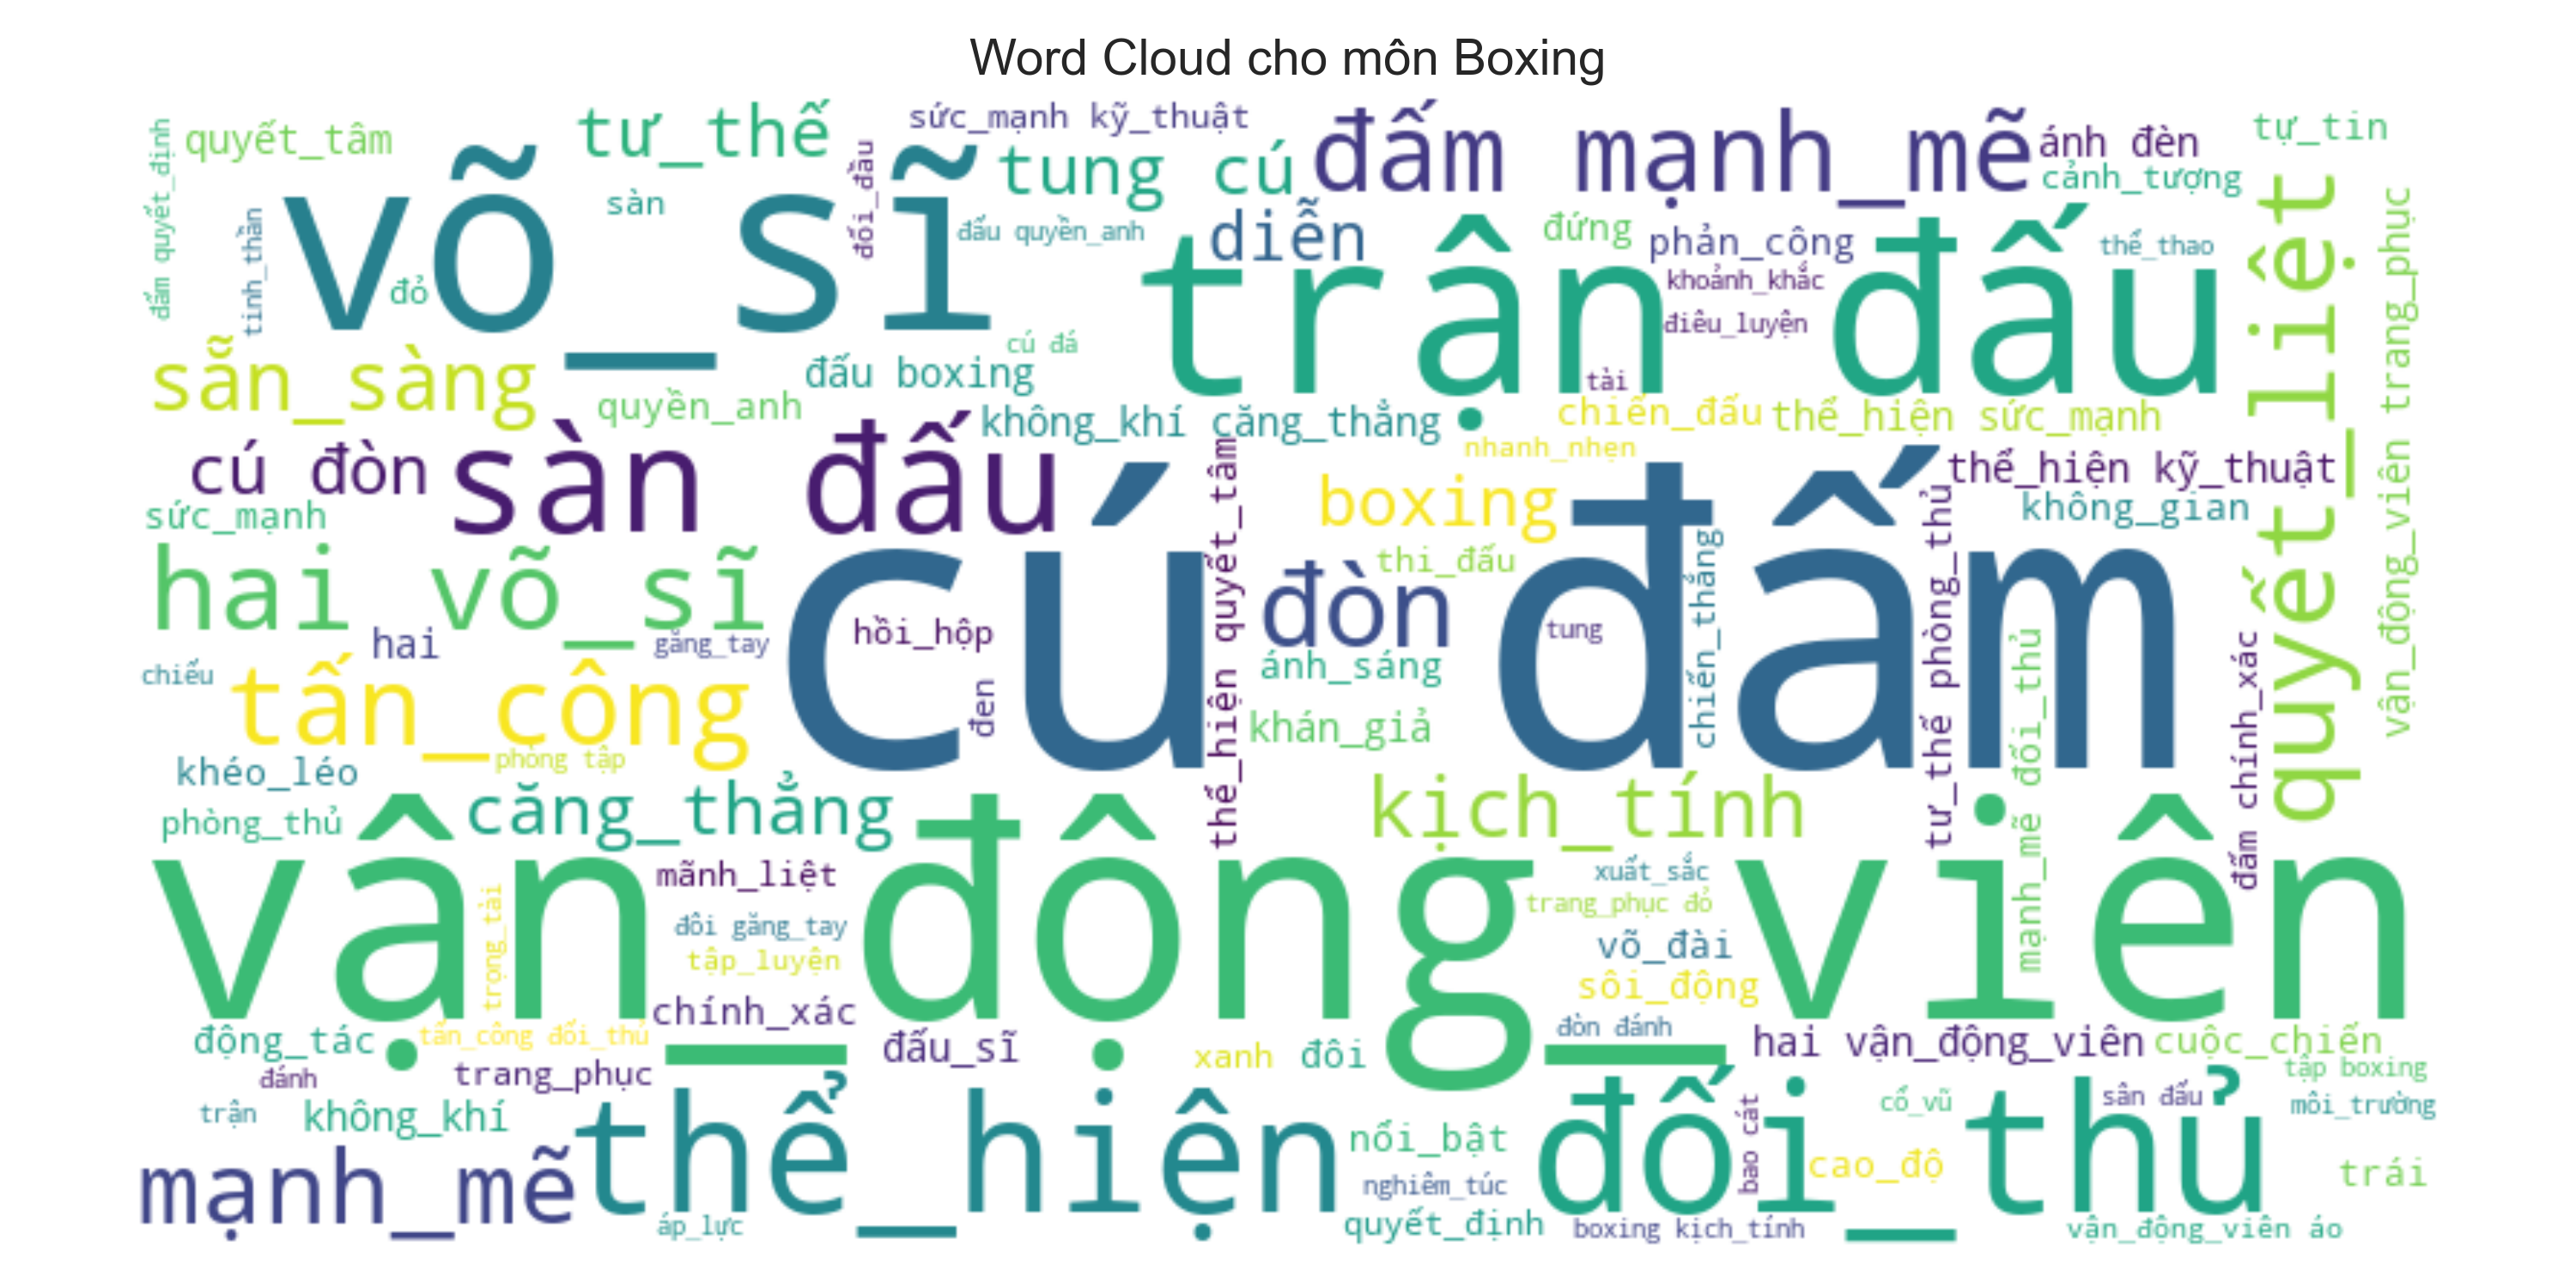 Word Cloud cho môn Boxing
quyết_tâm
tư_thế
sức_mạnh kỹ_thuật
đấm mạnh_mẽ
ánh đèn
tự_tin
đấm quyết_định
tinh_thần
võ_sĩ
sàn
đỏ
đối_đầu
tung cú
cảnh_tượng
đấu quyền_anh
diễn
đứng
phản_công
thể_thao
trận đấu
khoảnh_khắc
điêu_luyện
tài
quyết_liệt
vận_động_viên trang_phục
sẵn_sàng
quyền_anh
đấu boxing
cú đá
không_khí căng_thẳng
chiến_đấu
thể_hiện sức_mạnh
nhanh_nhẹn
cú đòn
sàn đấu
boxing
thể_hiện kỹ_thuật
không_gian
sức_mạnh
thể_hiện quyết_tâm
thi_đấu
cú đấm
hai võ_sĩ
đòn
chiến_thắng
tư_thế phòng_thủ
hai
găng_tay
hồi_hộp
tung
chiếu
tấn_công
đen
ánh_sáng
khán_giả
mạnh_mẽ đối_thủ
đấm chính_xác
phòng tập
khéo_léo
phòng_thủ
căng_thẳng
kịch_tính
vận_động_viên
mãnh_liệt
xuất_sắc
trang_phục đỏ
trọng_tài
đôi găng_tay
tập_luyện
võ_đài
sôi_động
chính_xác
đòn đánh
động_tác
tấn_công đối_thủ
đấu_sĩ
xanh
đôi
hai vận_động_viên
cuộc_chiến
đánh
trang_phục
tập boxing
trận
không_khí
thể_hiện
nổi_bật
đối_thủ
bao cát
cổ_vũ
sân đấu
môi_trường
mạnh_mẽ
nghiêm_túc
cao_độ
trái
áp_lực
quyết_định
boxing kịch_tính
vận_động_viên áo